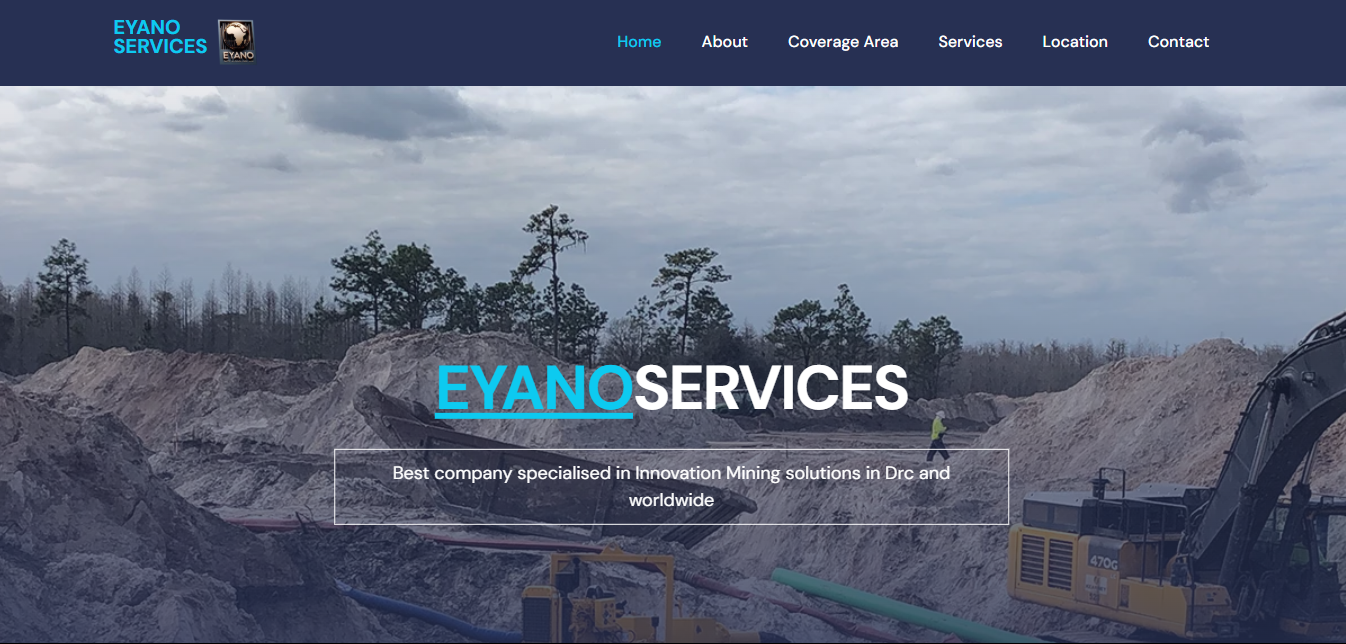 EYANO
SERVICES
EYANO
Home About Coverage Area Services Location Contact
EYANOSERVICES
Best company specialised in Innovation Mining solutions in Drc and
worldwide
470G